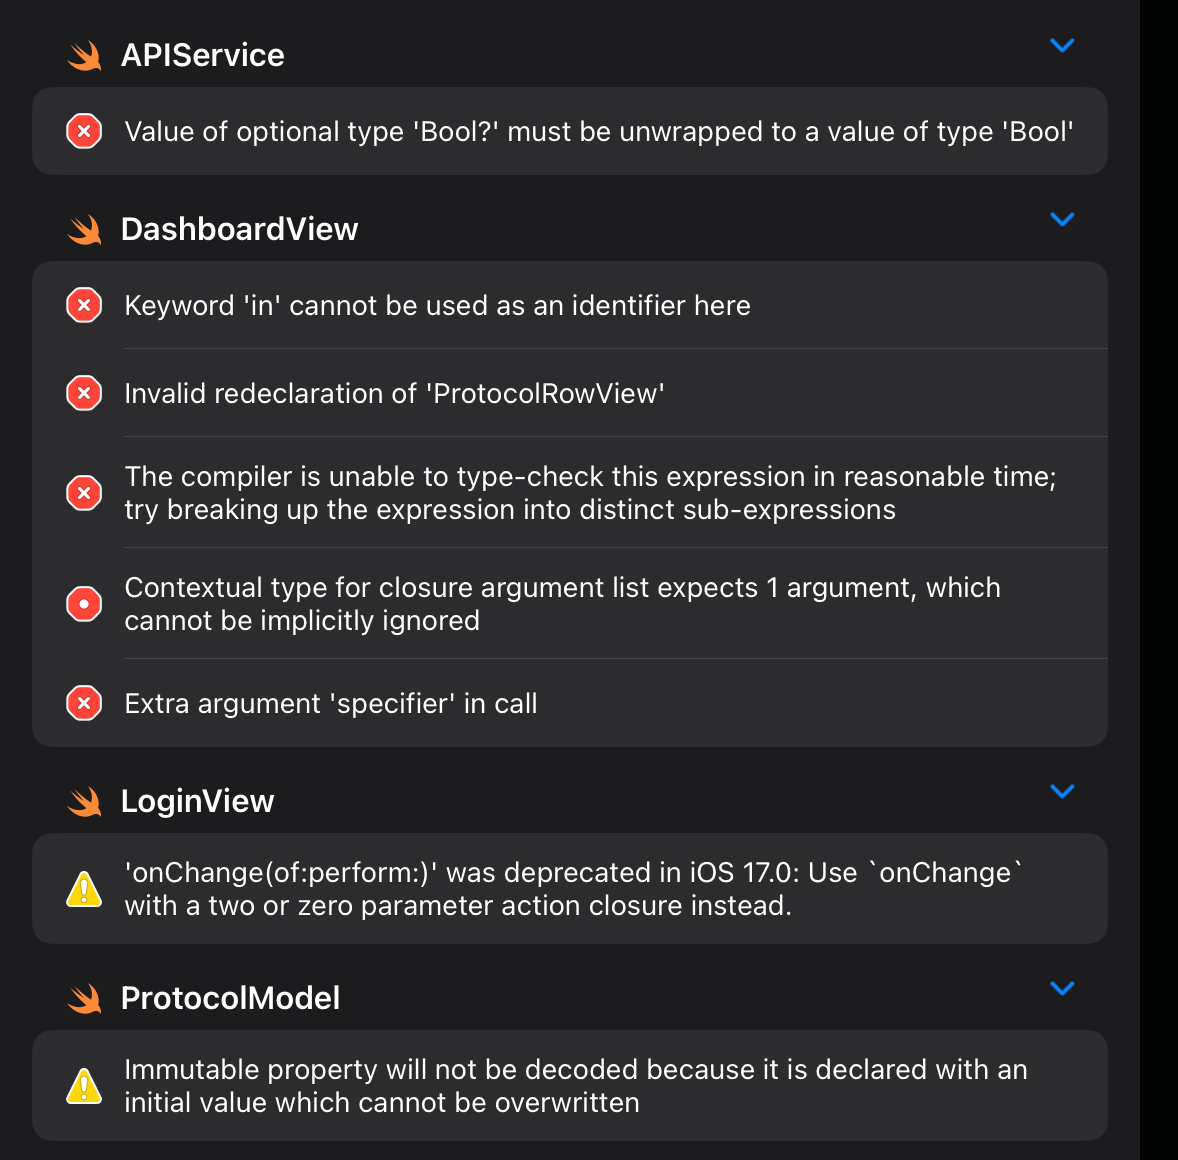 APIService
Value of optional type 'Bool?' must be unwrapped to a value of type 'Bool'
DashboardView
Keyword 'in' cannot be used as an identifier here
Invalid redeclaration of 'ProtocolRowView'
The compiler is unable to type-check this expression in reasonable time;
try breaking up the expression into distinct sub-expressions
Contextual type for closure argument list expects 1 argument, which
cannot be implicitly ignored
Extra argument 'specifier' in call
LoginView
'onChange(of:perform:)' was deprecated in iOS 17.0: Use `onChange`
with a two or zero parameter action closure instead.
ProtocolModel
Immutable property will not be decoded because it is declared with an
initial value which cannot be overwritten